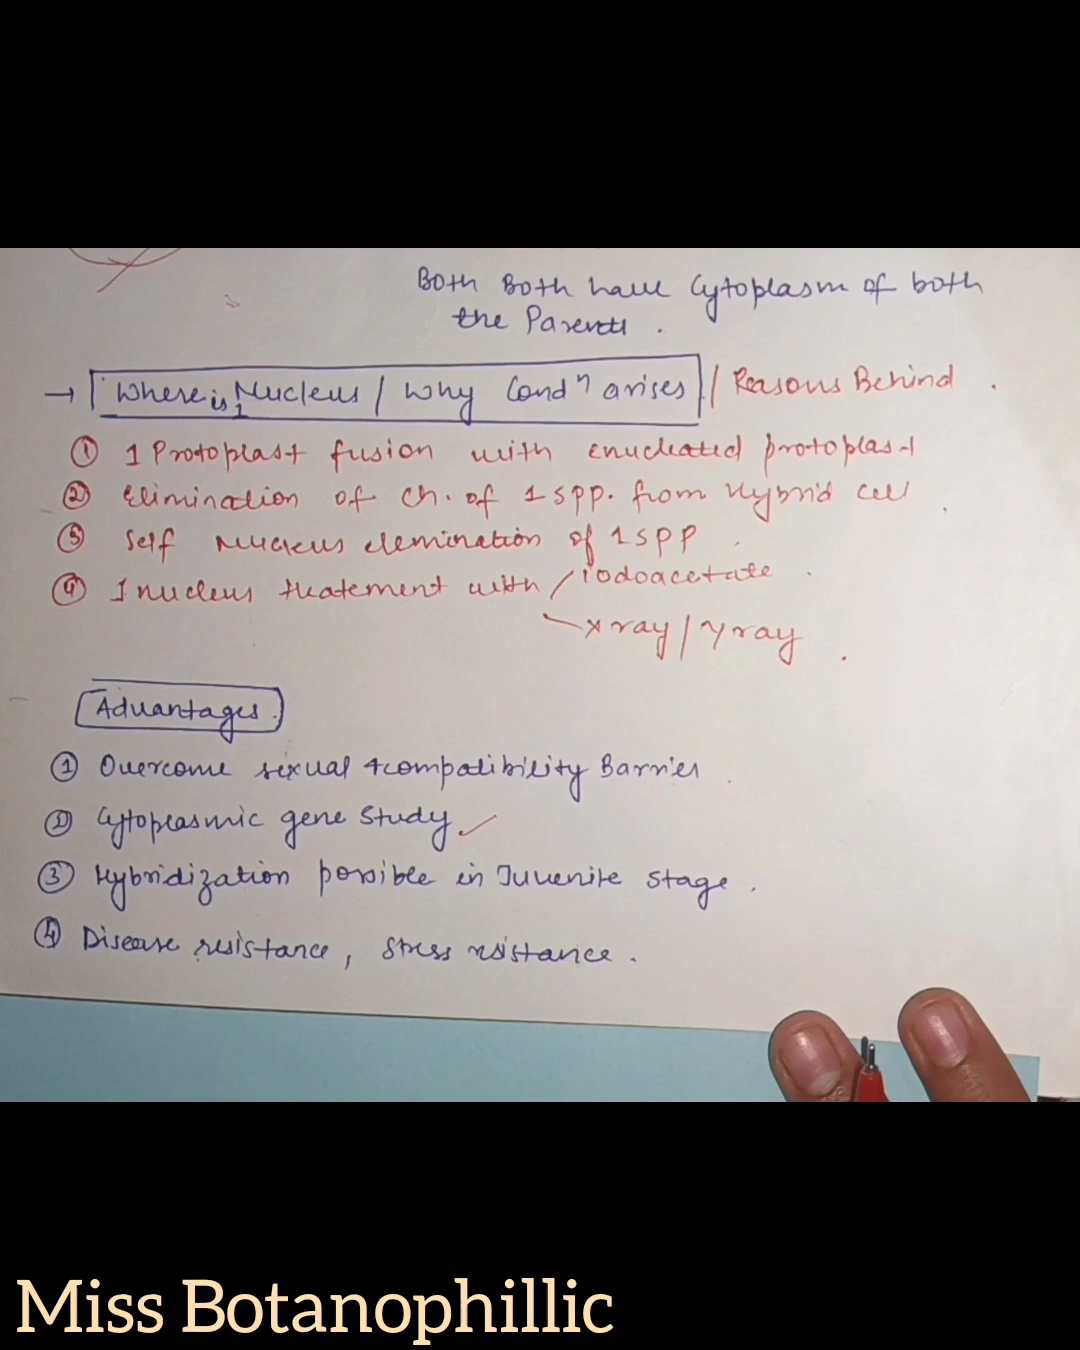 Both Both have Cytoplasm of both
the Parents .
→ Where is 1 Nucleus / Why Condⁿ arises / Reasons Behind .
① 1 Protoplast fusion with enucleated protoplast
② Elimination of ch. of 1 spp. from Hybrid cell .
③ Self Nucleus elemination of 1 spp .
④ 1 nucleus treatement with / iodoacetate .
x ray / γ ray .
Advantages.
① Overcome sexual compatibility Barrier .
② Cytoplasmic gene Study
③ Hybridization possible in Juvenile stage .
④ Disease resistance, stress resistance .
Miss Botanophillic